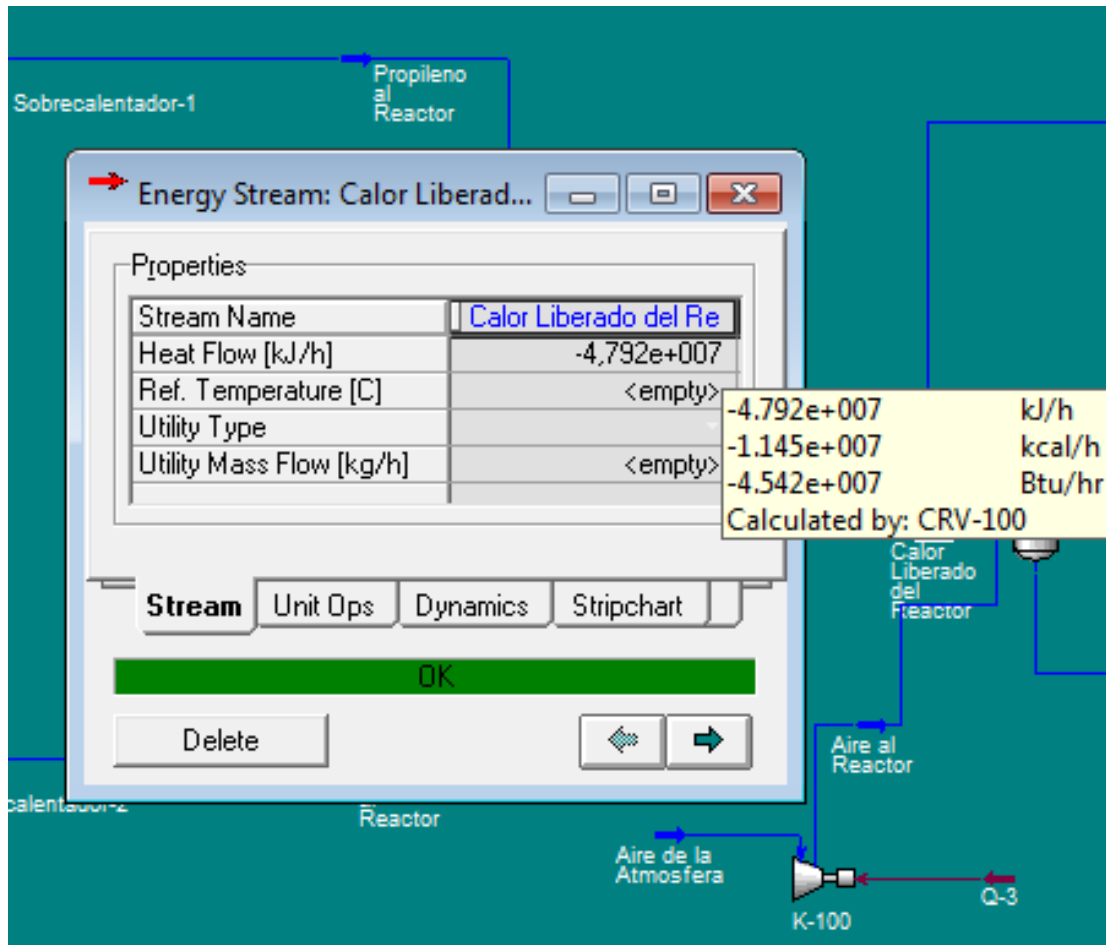 Propileno
al
Reactor
Sobrecalentador-1
Energy Stream: Calor Liberad...
Properties
Stream Name Calor Liberado del Re
Heat Flow [kJ/h] -4,792e+007
Ref. Temperature [C] <empty>
Utility Type
Utility Mass Flow [kg/h] <empty>
-4.792e+007 kJ/h
-1.145e+007 kcal/h
-4.542e+007 Btu/hr
Calculated by: CRV-100
Calor
Liberado
del
Reactor
Stream Unit Ops Dynamics Stripchart
OK
Delete
Aire al
Reactor
Reactor
Aire de la
Atmosfera
Q-3
K-100